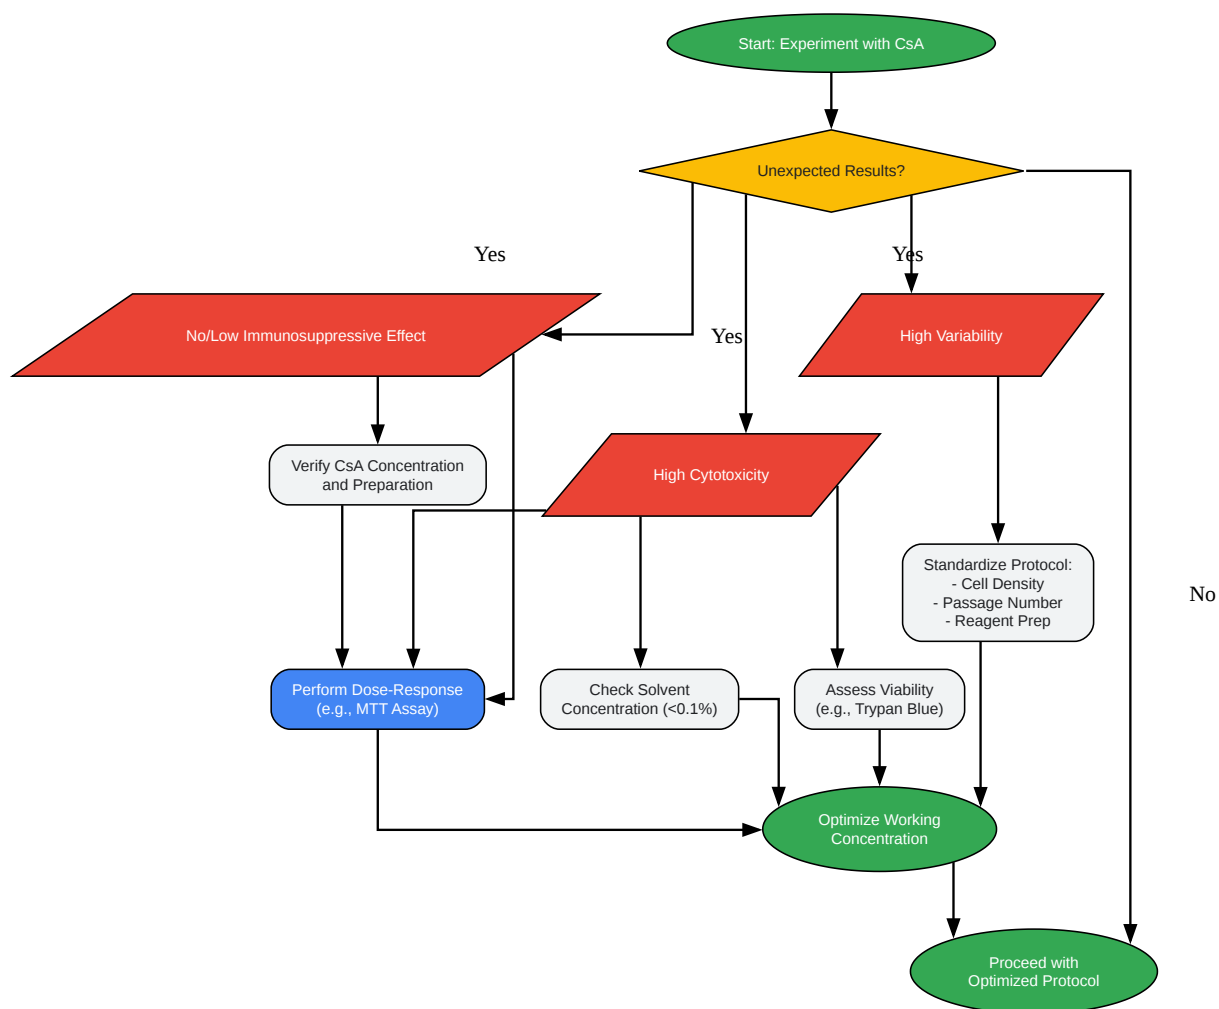 Start: Experiment with CsA
Unexpected Results?
Yes
Yes
No/Low Immunosuppressive Effect
Yes
High Variability
Verify CsA Concentration
and Preparation
High Cytotoxicity
Standardize Protocol:
- Cell Density
- Passage Number
- Reagent Prep
No
Perform Dose-Response
(e.g., MTT Assay)
Check Solvent
Concentration (<0.1%)
Assess Viability
(e.g., Trypan Blue)
Optimize Working
Concentration
Proceed with
Optimized Protocol